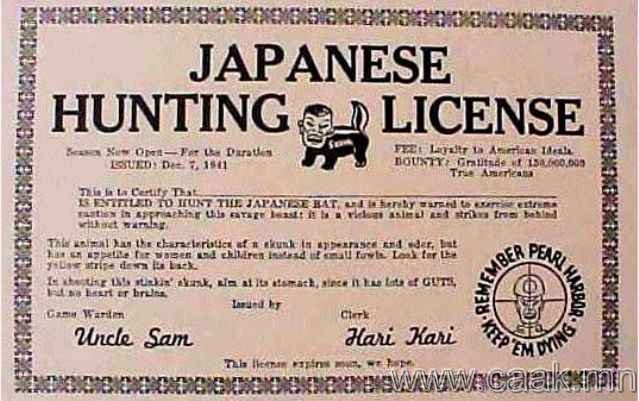 JAPANESE
HUNTING LICENSE
Season Now Open—For the Duration
ISSUED: Dec. 7, 1941
FEE: Loyalty to American Ideals.
BOUNTY: Gratitude of 130,000,000
True Americans
This is to Certify That
IS ENTITLED TO HUNT THE JAPANESE RAT, and is hereby warned to exercise extreme
caution in approaching this savage beast: it is a vicious animal and strikes from behind
without warning.
This animal has the characteristics of a skunk in appearance and odor, but
has an appetite for women and children instead of small fowls. Look for the
yellow stripe down its back.
In shooting this stinkin' skunk, aim at its stomach, since it has lots of GUTS,
but no heart or brains.
Issued by
Game Warden
Clerk
Uncle Sam
Hari Kari
This license expires soon, we hope.
REMEMBER PEARL HARBOR
KEEP 'EM DYING
www.caak.mn